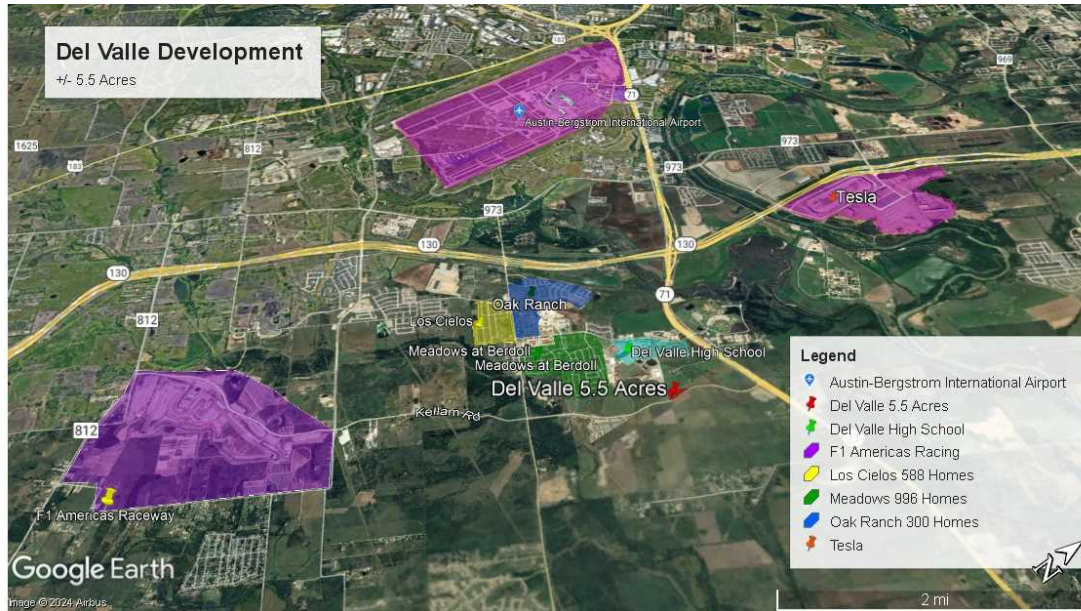 Del Valle Development
+/- 5.5 Acres
183
71
969
Austin-Bergstrom International Airport
1625
183
812
973
973
973
Tesla
130
130
130
71
812
Oak Ranch
Los Cielos
Meadows at Berdoll
Meadows at Berdoll
Del Valle High School
Del Valle 5.5 Acres
Kellam Rd
812
F1 Americas Raceway
Legend
Austin-Bergstrom International Airport
Del Valle 5.5 Acres
Del Valle High School
F1 Americas Racing
Los Cielos 588 Homes
Meadows 996 Homes
Oak Ranch 300 Homes
Tesla
N
Google Earth
Image © 2024 Airbus
2 mi